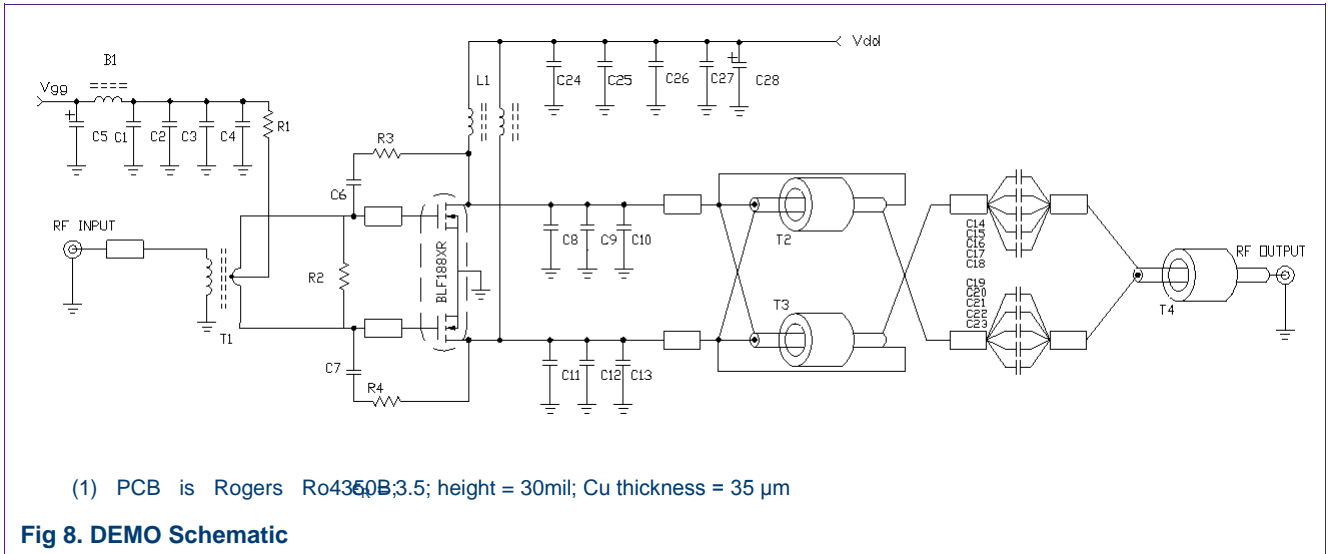 B1
Vgg
C5
C1
C2
C3
C4
R1
RF INPUT
T1
R2
C6
R3
BLF188XR
C7
R4
L1
C24
C25
C26
C27
C28
Vdd
C8
C9
C10
C11
C12
C13
T2
T3
C14
C15
C16
C17
C18
C19
C20
C21
C22
C23
RF OUTPUT
T4
(1) PCB is Rogers Ro4350B; 3.5; height = 30mil; Cu thickness = 35 µm
Fig 8. DEMO Schematic